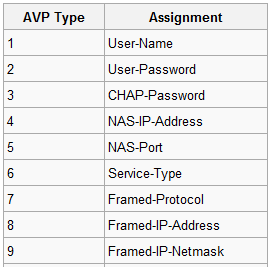 AVP Type Assignment
1 User-Name
2 User-Password
3 CHAP-Password
4 NAS-IP-Address
5 NAS-Port
6 Service-Type
7 Framed-Protocol
8 Framed-IP-Address
9 Framed-IP-Netmask